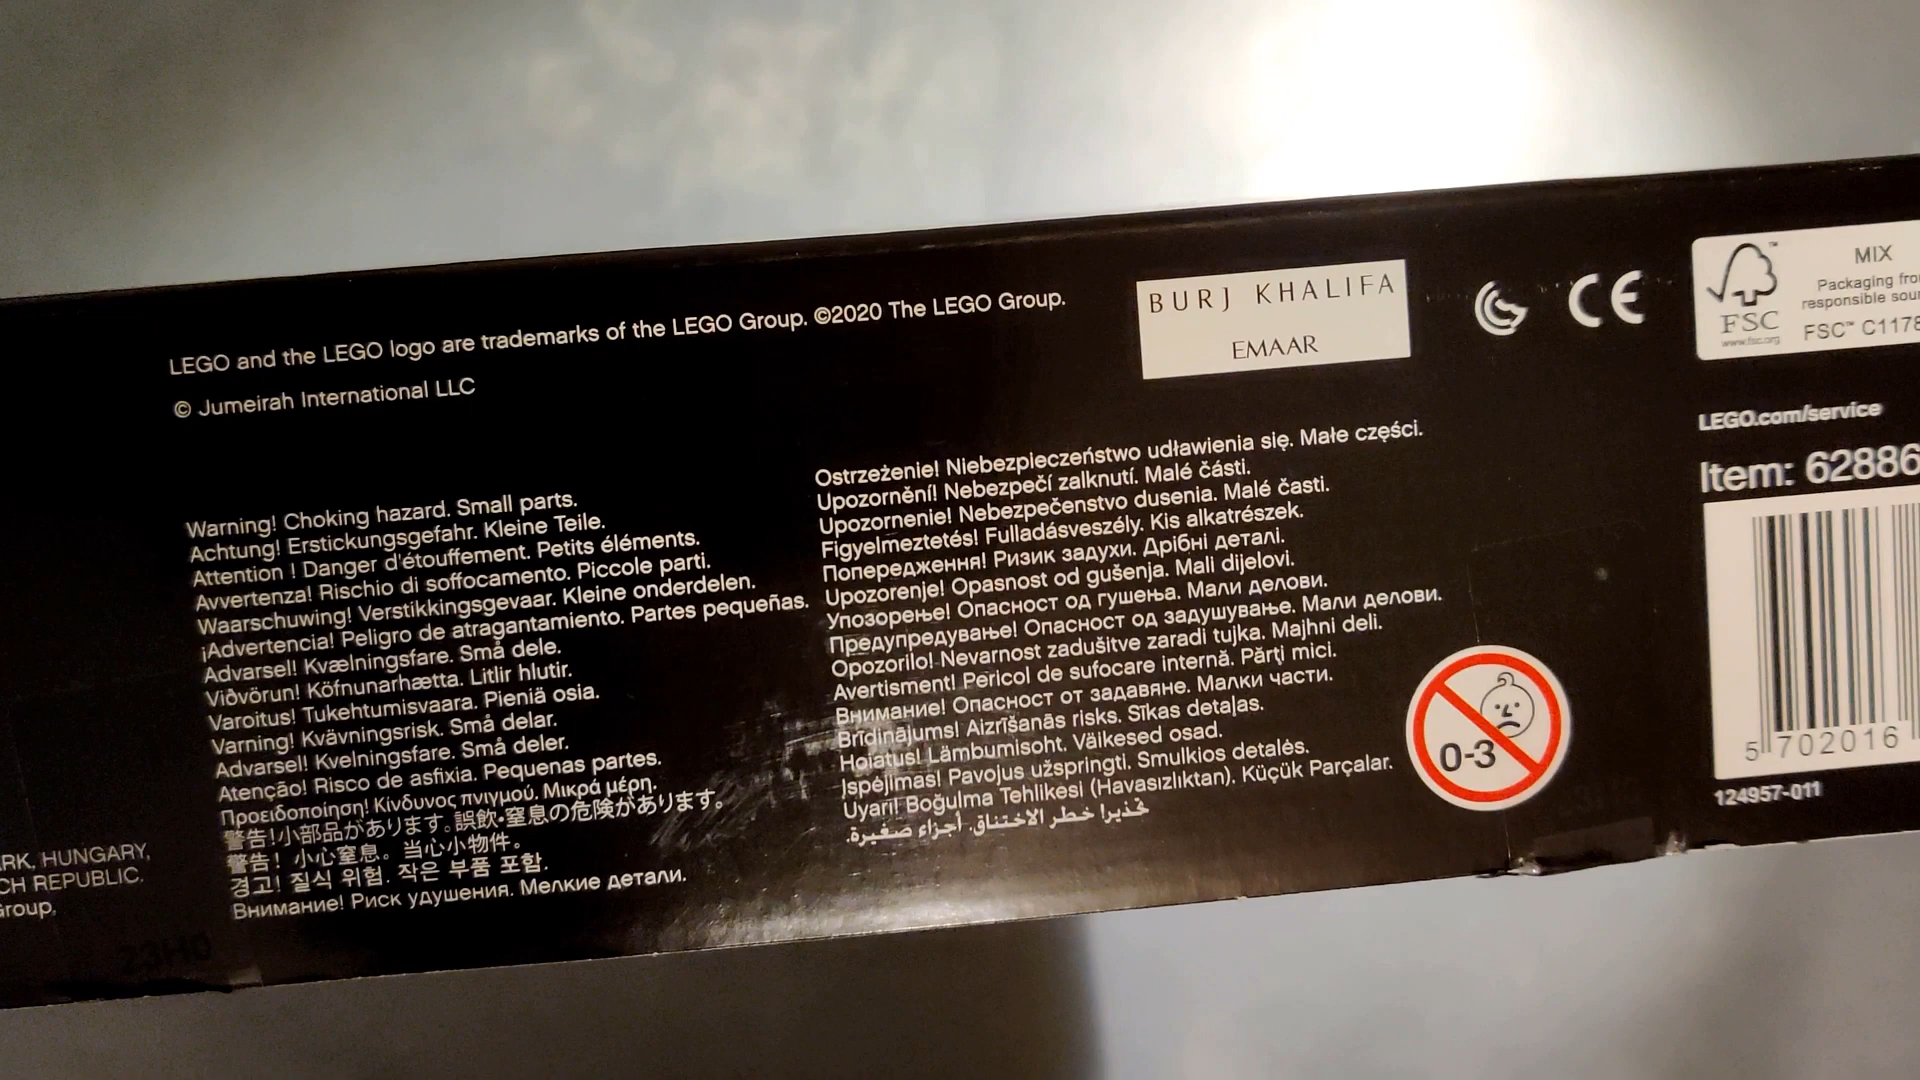 LEGO and the LEGO logo are trademarks of the LEGO Group. ©2020 The LEGO Group.
© Jumeirah International LLC
BURJ KHALIFA
EMAAR
CE
MIX
Packaging
responsible
FSC
www.fsc.org
FSC™ C1178
LEGO.com/service
Item: 62886
5 702016
124957-011
Warning! Choking hazard. Small parts.
Achtung! Erstickungsgefahr. Kleine Teile.
Attention ! Danger d'étouffement. Petits éléments.
Avvertenza! Rischio di soffocamento. Piccole parti.
Waarschuwing! Verstikkingsgevaar. Kleine onderdelen.
¡Advertencia! Peligro de atragantamiento. Partes pequeñas.
Advarsel! Kvælningsfare. Små dele.
Viðvörun! Köfnunarhætta. Litlir hlutir.
Varoitus! Tukehtumisvaara. Pieniä osia.
Varning! Kvävningsrisk. Små delar.
Advarsel! Kvelningsfare. Små deler.
Atenção! Risco de asfixia. Pequenas partes.
Προειδοποίηση! Κίνδυνος πνιγμού. Μικρά μέρη.
警告!小部品があります。誤飲・窒息の危険があります。
警告！小心窒息。当心小物件。
경고! 질식 위험. 작은 부품 포함.
Внимание! Риск удушения. Мелкие детали.
Ostrzeżenie! Niebezpieczeństwo udławienia się. Małe części.
Upozornění! Nebezpečí zalknutí. Malé části.
Upozornenie! Nebezpečenstvo dusenia. Malé časti.
Figyelmeztetés! Fulladásveszély. Kis alkatrészek.
Попередження! Ризик задухи. Дрібні деталі.
Upozorenje! Opasnost od gušenja. Mali dijelovi.
Упозорење! Опасност од гушења. Мали делови.
Предупредување! Опасност од задушување. Мали делови.
Opozorilo! Nevarnost zadušitve zaradi tujka. Majhni deli.
Avertisment! Pericol de sufocare internă. Părţi mici.
Внимание! Опасност от задавяне. Малки части.
Brīdinājums! Aizrīšanās risks. Sīkas detaļas.
Hoiatus! Lämbumisoht. Väikesed osad.
Įspėjimas! Pavojus užspringti. Smulkios detalės.
Uyarı! Boğulma Tehlikesi (Havasızlıktan). Küçük Parçalar.
تحذير! خطر الاختناق. أجزاء صغيرة.
0-3
RK, HUNGARY,
CH REPUBLIC.
Group.
23H0